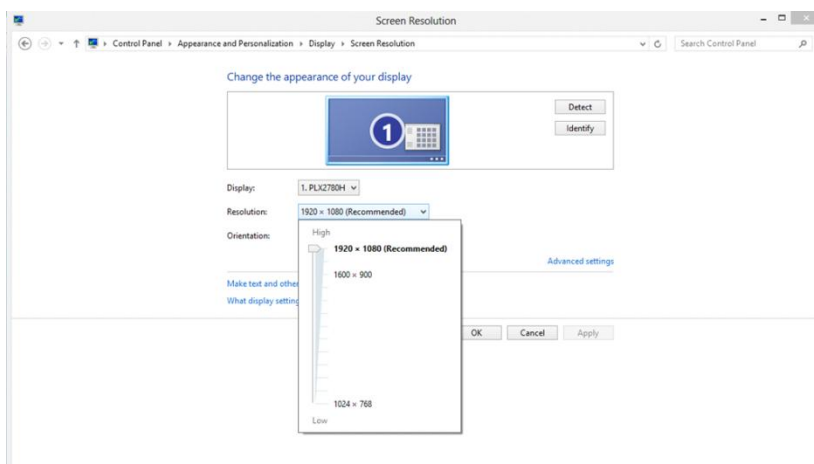 Screen Resolution
Control Panel Appearance and Personalization Display Screen Resolution
Search Control Panel
Change the appearance of your display
1
Detect
Identify
Display: 1. PLX2780H
Resolution: 1920 × 1080 (Recommended)
Orientation:
High
1920 × 1080 (Recommended)
Advanced settings
1600 × 900
Make text and other
What display setting
OK Cancel Apply
1024 × 768
Low